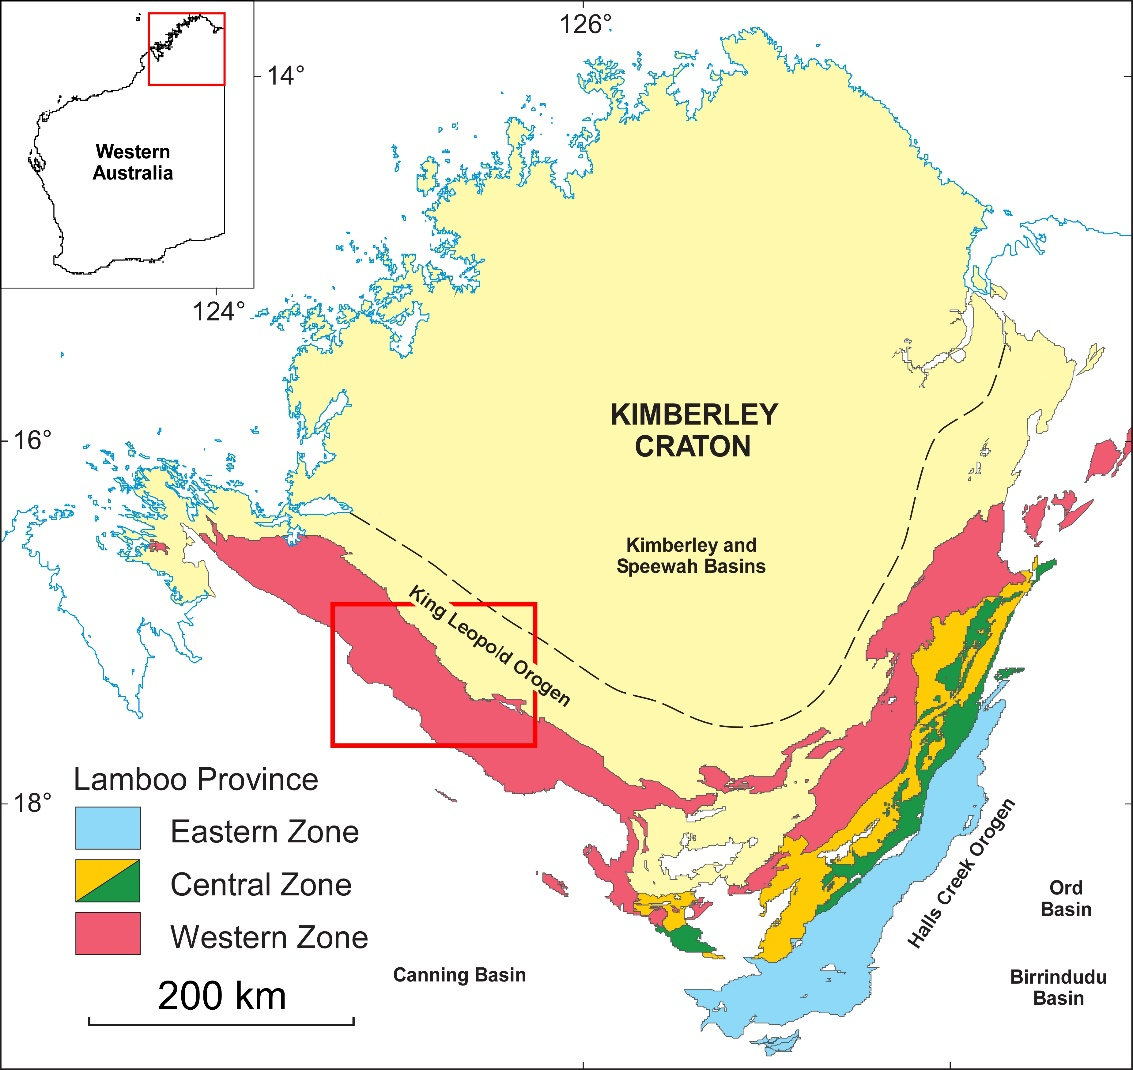 126°
14°
Western
Australia
124°
16°
KIMBERLEY
CRATON
Kimberley and
Speewah Basins
King Leopold Orogen
18°
Lamboo Province
Eastern Zone
Central Zone
Western Zone
200 km
Canning Basin
Halls Creek Orogen
Ord
Basin
Birrindudu
Basin